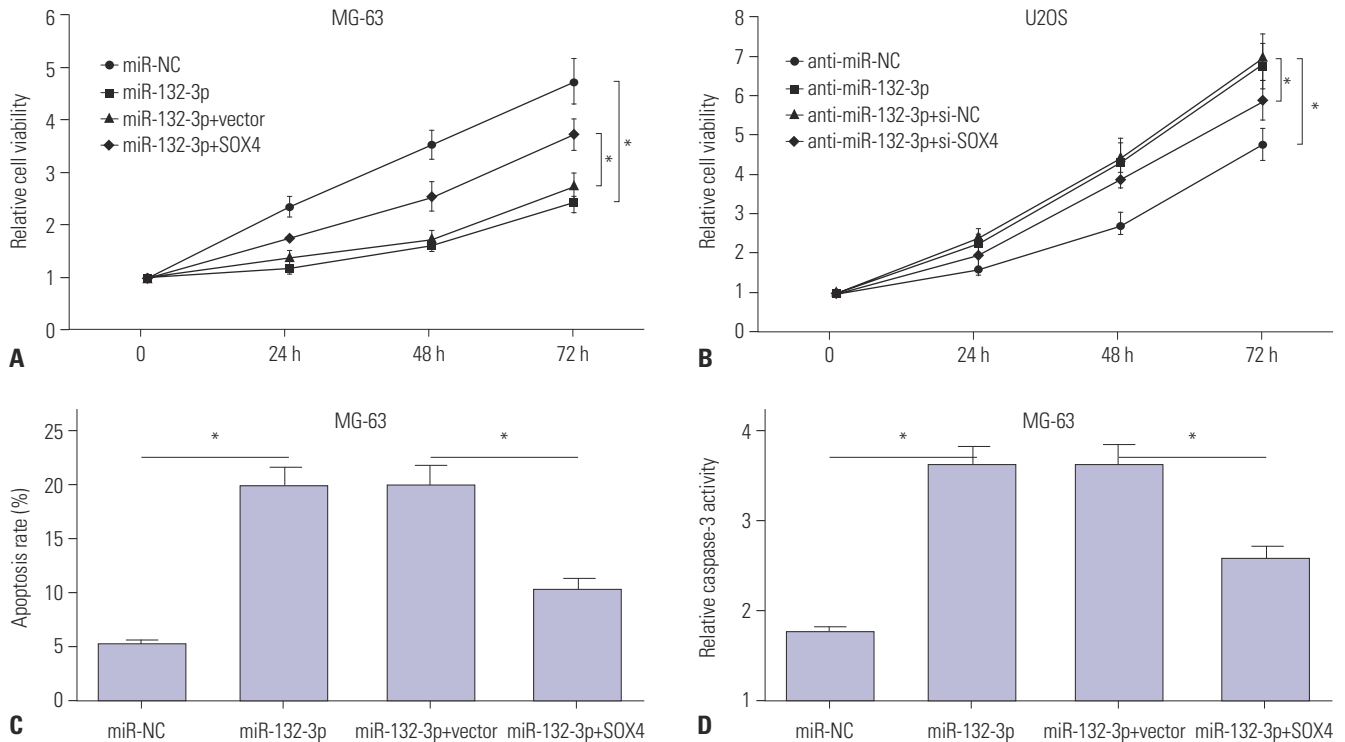 MG-63
Relative cell viability
6
5
4
3
2
1
0
miR-NC
miR-132-3p
miR-132-3p+vector
miR-132-3p+SOX4
*
*
0 24 h 48 h 72 h
A
U2OS
Relative cell viability
8
7
6
5
4
3
2
1
0
anti-miR-NC
anti-miR-132-3p
anti-miR-132-3p+si-NC
anti-miR-132-3p+si-SOX4
*
*
0 24 h 48 h 72 h
B
MG-63
Apoptosis rate (%)
25
20
15
10
5
0
* *
miR-NC miR-132-3p miR-132-3p+vector miR-132-3p+SOX4
C
MG-63
Relative caspase-3 activity
4
3
2
1
* *
miR-NC miR-132-3p miR-132-3p+vector miR-132-3p+SOX4
D